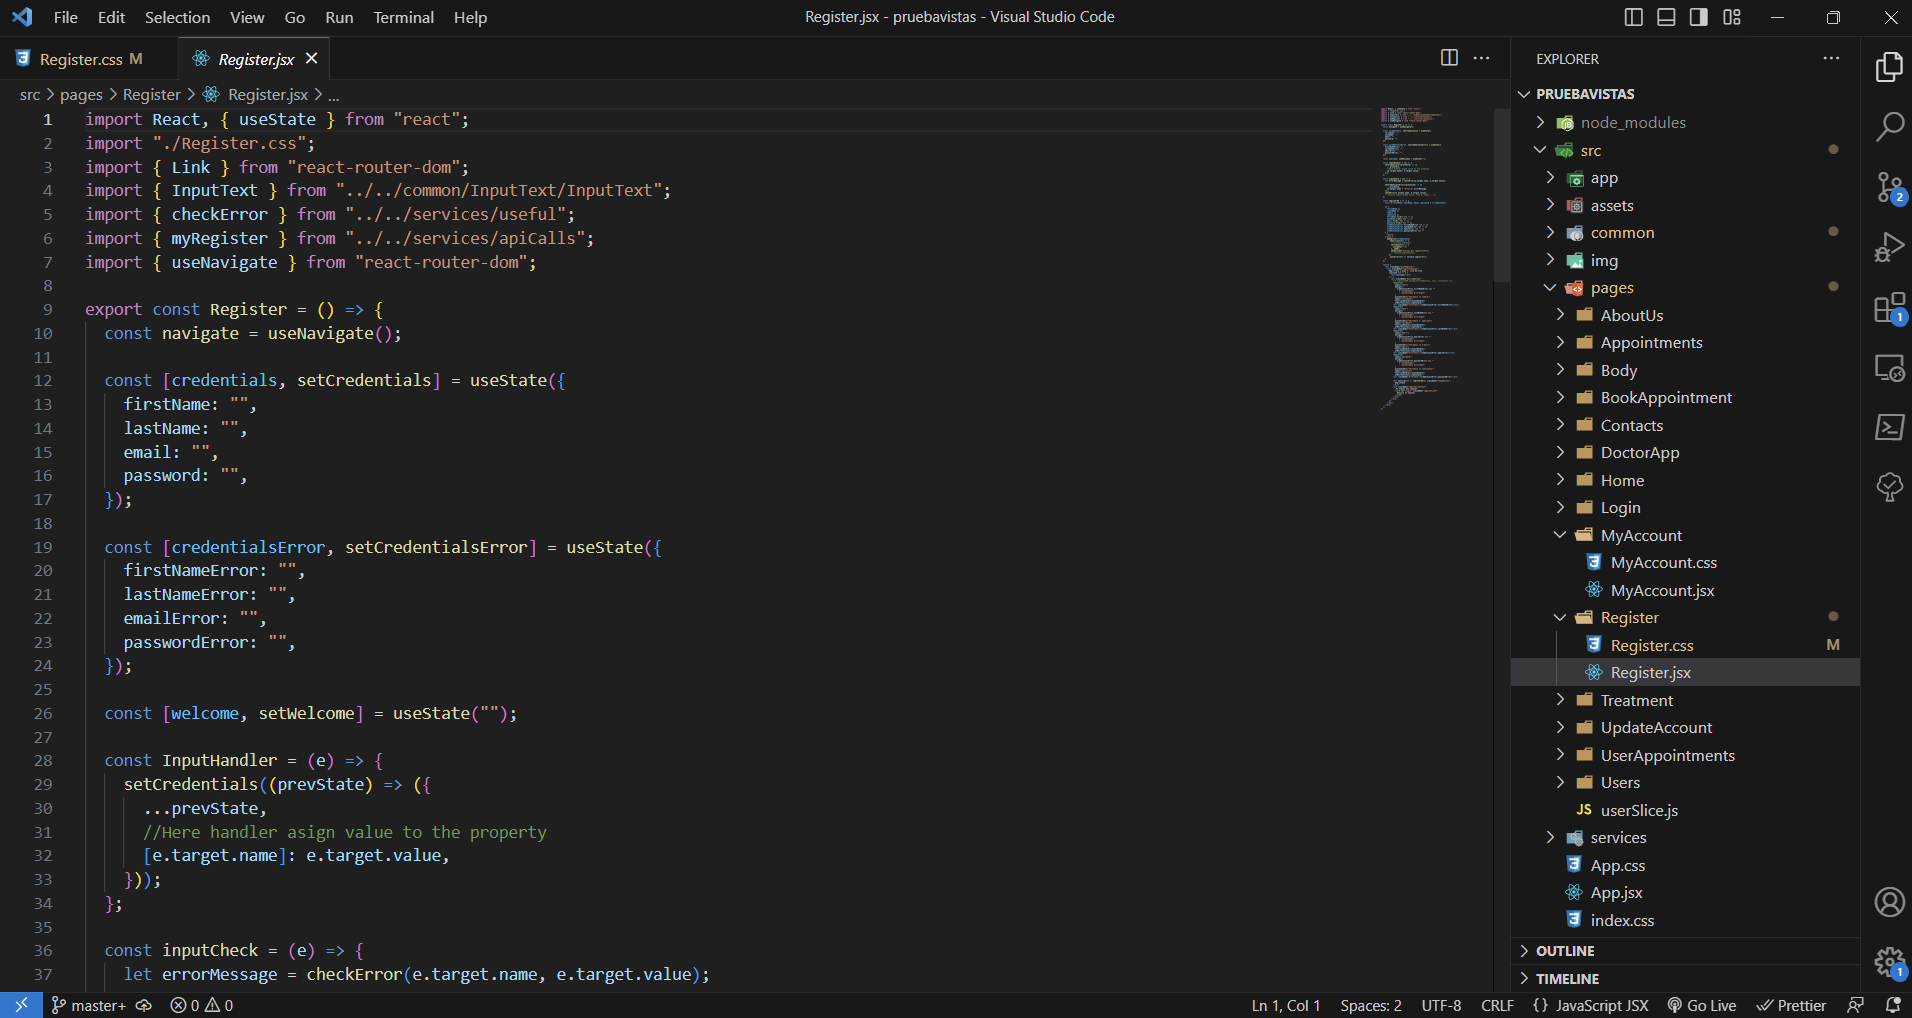 File Edit Selection View Go Run Terminal Help
Register.jsx - pruebavistas - Visual Studio Code
Register.css M
Register.jsx
src > pages > Register > Register.jsx > ...
1 import React, { useState } from "react";
2 import "./Register.css";
3 import { Link } from "react-router-dom";
4 import { InputText } from "../../common/InputText/InputText";
5 import { checkError } from "../../services/useful";
6 import { myRegister } from "../../services/apiCalls";
7 import { useNavigate } from "react-router-dom";
8
9 export const Register = () => {
10 const navigate = useNavigate();
11
12 const [credentials, setCredentials] = useState({
13 firstName: "",
14 lastName: "",
15 email: "",
16 password: "",
17 });
18
19 const [credentialsError, setCredentialsError] = useState({
20 firstNameError: "",
21 lastNameError: "",
22 emailError: "",
23 passwordError: "",
24 });
25
26 const [welcome, setWelcome] = useState("");
27
28 const InputHandler = (e) => {
29 setCredentials((prevState) => ({
30 ...prevState,
31 //Here handler asign value to the property
32 [e.target.name]: e.target.value,
33 }));
34 };
35
36 const inputCheck = (e) => {
37 let errorMessage = checkError(e.target.name, e.target.value);
EXPLORER
PRUEBAVISTAS
node_modules
src
app
assets
common
img
pages
AboutUs
Appointments
Body
BookAppointment
Contacts
DoctorApp
Home
Login
MyAccount
MyAccount.css
MyAccount.jsx
Register
Register.css M
Register.jsx
Treatment
UpdateAccount
UserAppointments
Users
JS userSlice.js
services
App.css
App.jsx
index.css
OUTLINE
TIMELINE
2
1
1
master+ 0 0
Ln 1, Col 1 Spaces: 2 UTF-8 CRLF {} JavaScript JSX Go Live Prettier